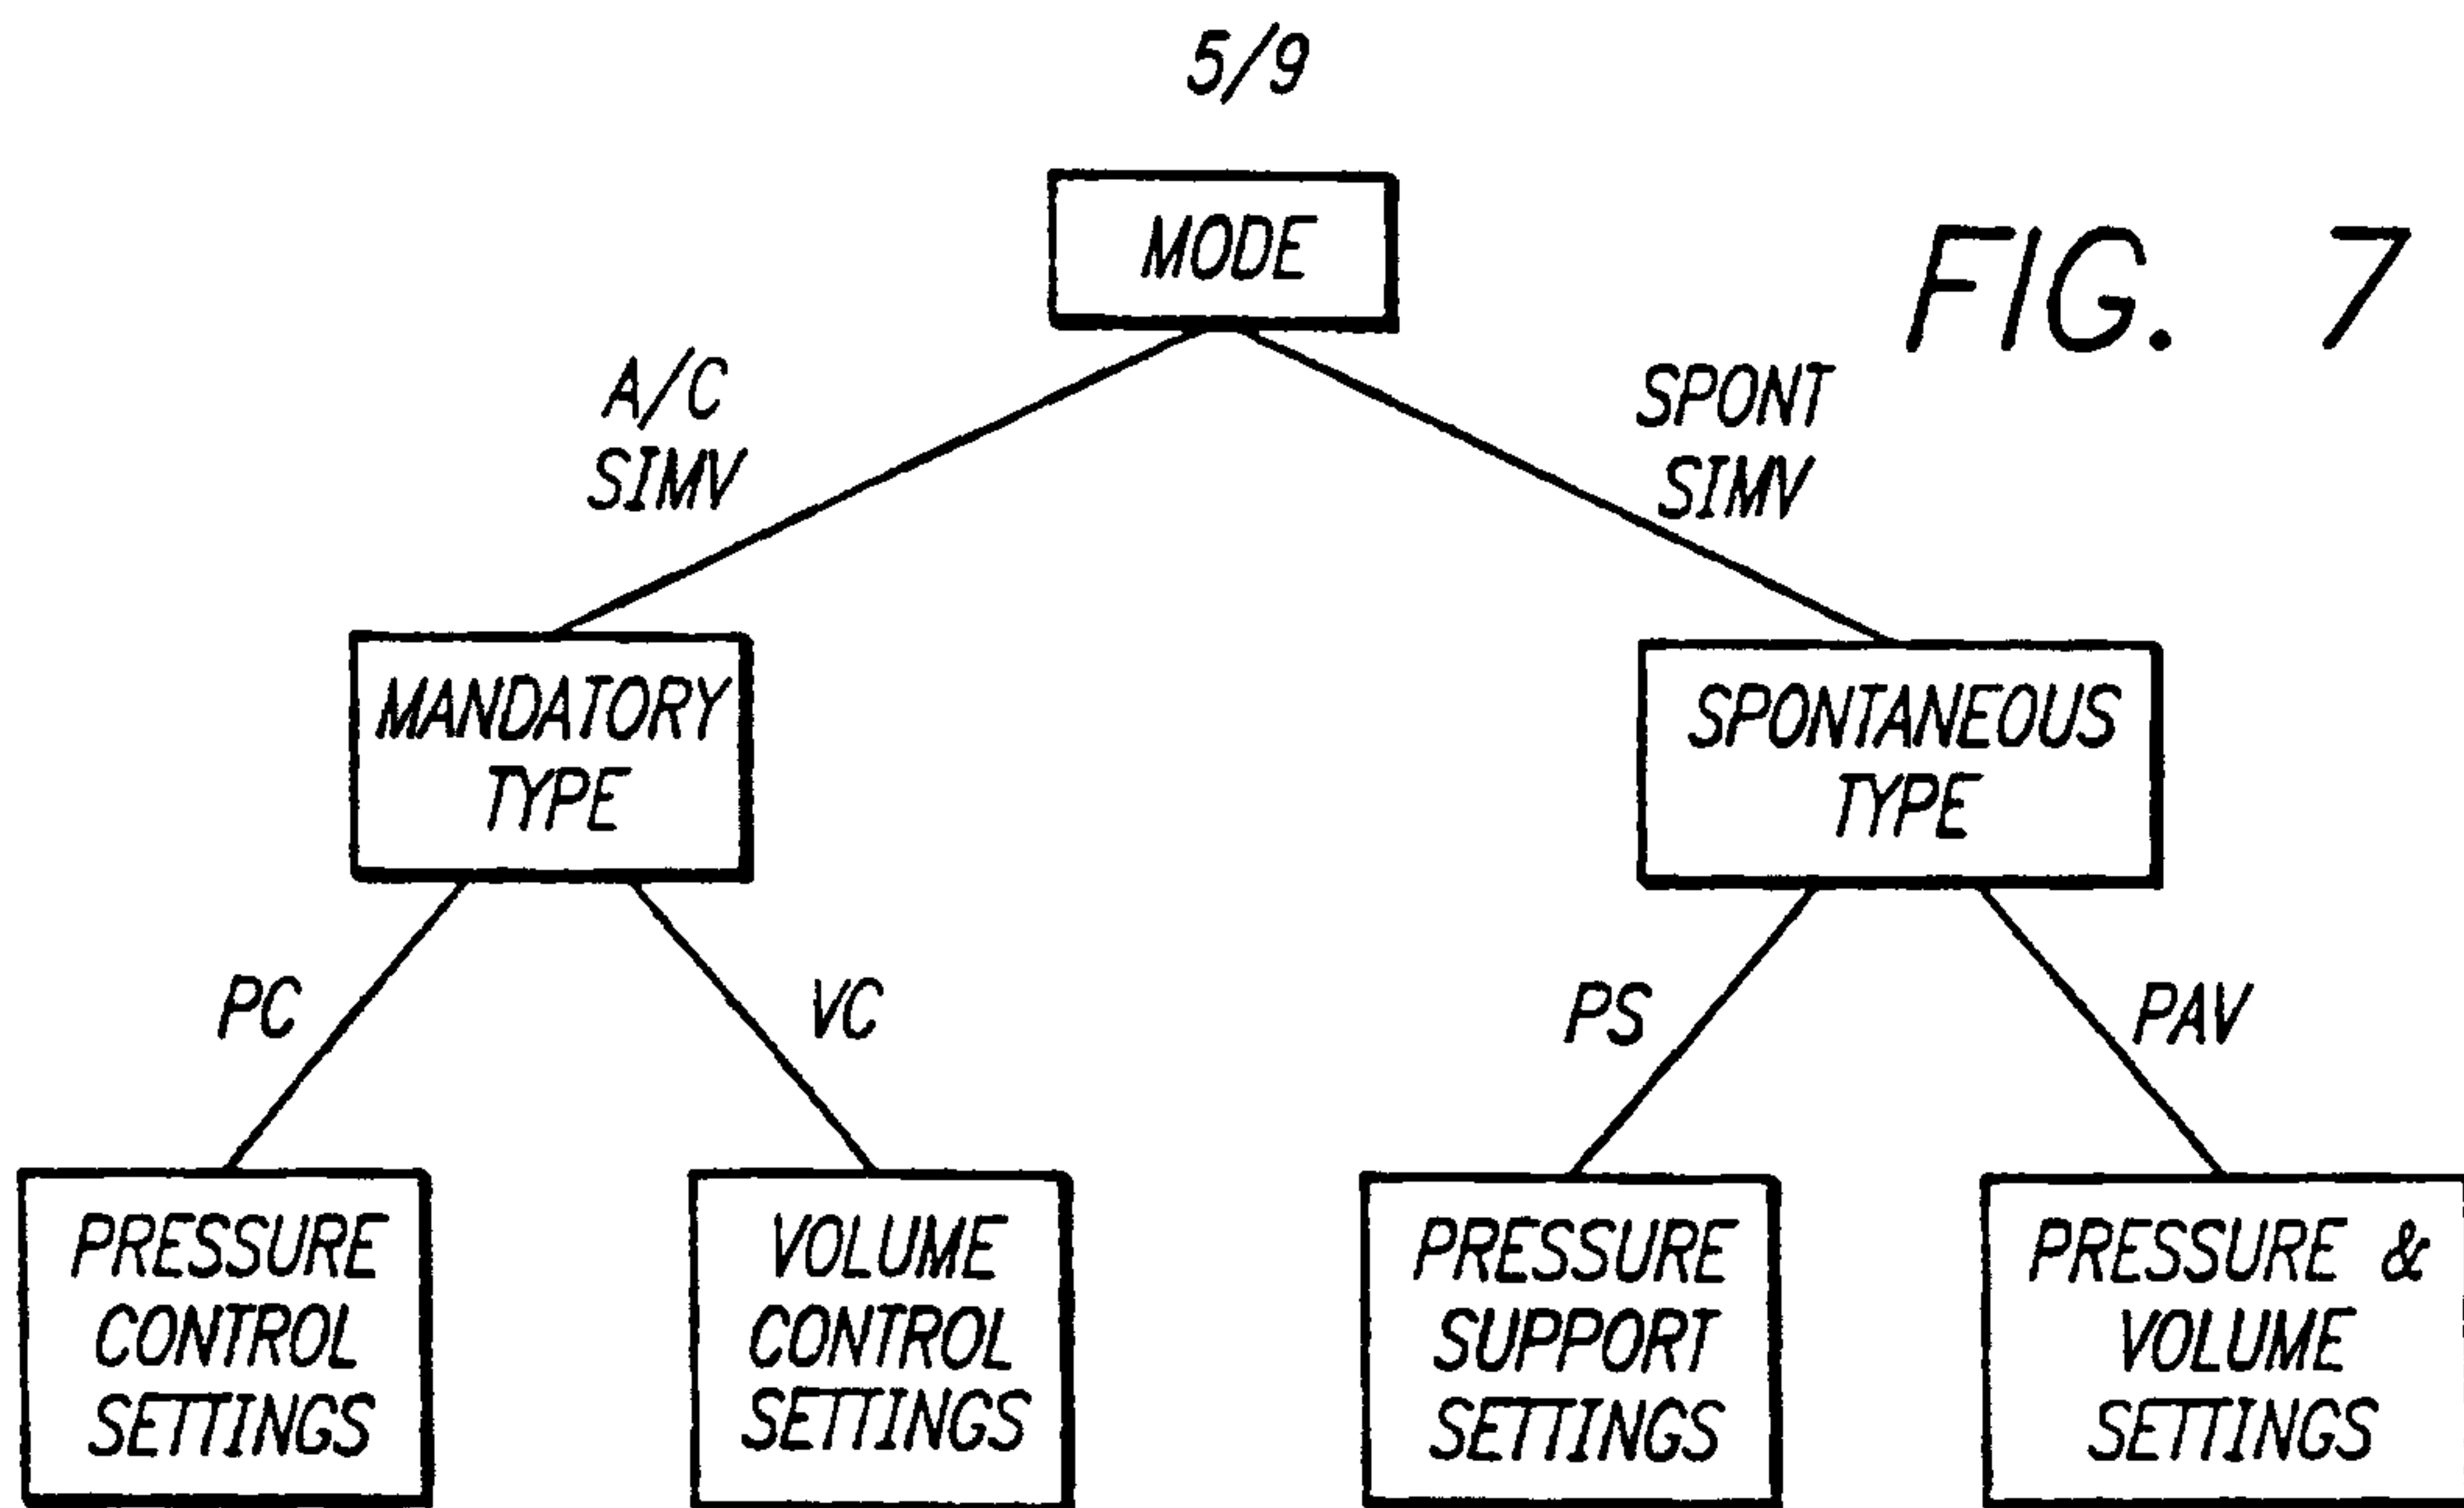 5/9
MODE
FIG. 7
A/C
SIMV
SPONT
SIMV
MANDATORY
TYPE
SPONTANEOUS
TYPE
PC
VC
PS
PAV
PRESSURE
CONTROL
SETTINGS
VOLUME
CONTROL
SETTINGS
PRESSURE
SUPPORT
SETTINGS
PRESSURE &
VOLUME
SETTINGS